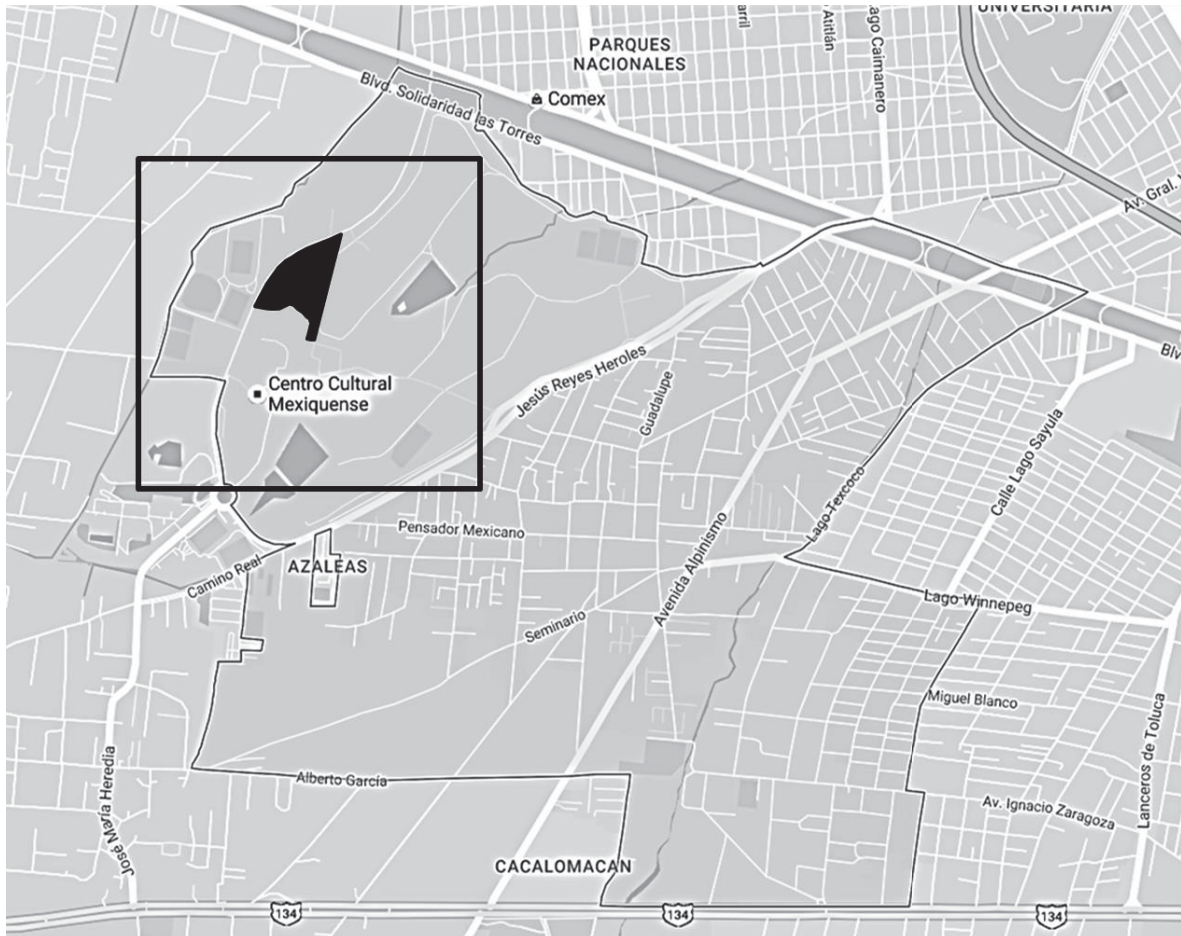 UNIVERSITARIA
Atitlán
Lago Caimanero
PARQUES
NACIONALES
Blvd. Solidaridad las Torres
Comex
Av. Gral.
Centro Cultural
Mexiquense
Jesús Reyes Heroles
Guadalupe
Calle Lago Sayula
Lago Texcoco
Pensador Mexicano
Avenida Alpinismo
AZALEAS
Camino Real
Seminario
Lago Winnepeg
Miguel Blanco
Lanceros de Toluca
José María Heredia
Alberto García
Av. Ignacio Zaragoza
CACALOMACAN
134
134
134